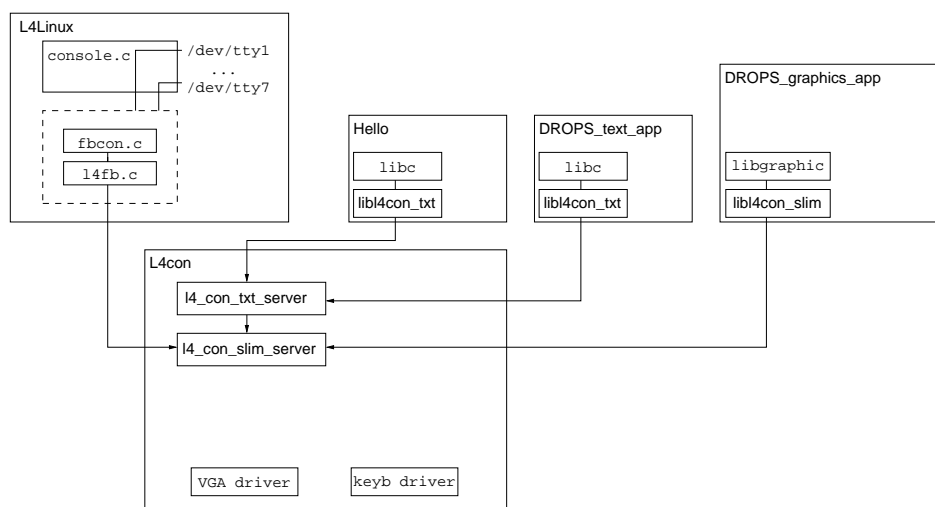 L4Linux
console.c
/dev/tty1
...
/dev/tty7
fbcon.c
l4fb.c
Hello
libc
libl4con_txt
DROPS_text_app
libc
libl4con_txt
DROPS_graphics_app
libgraphic
libl4con_slim
L4con
l4_con_txt_server
l4_con_slim_server
VGA driver
keyb driver